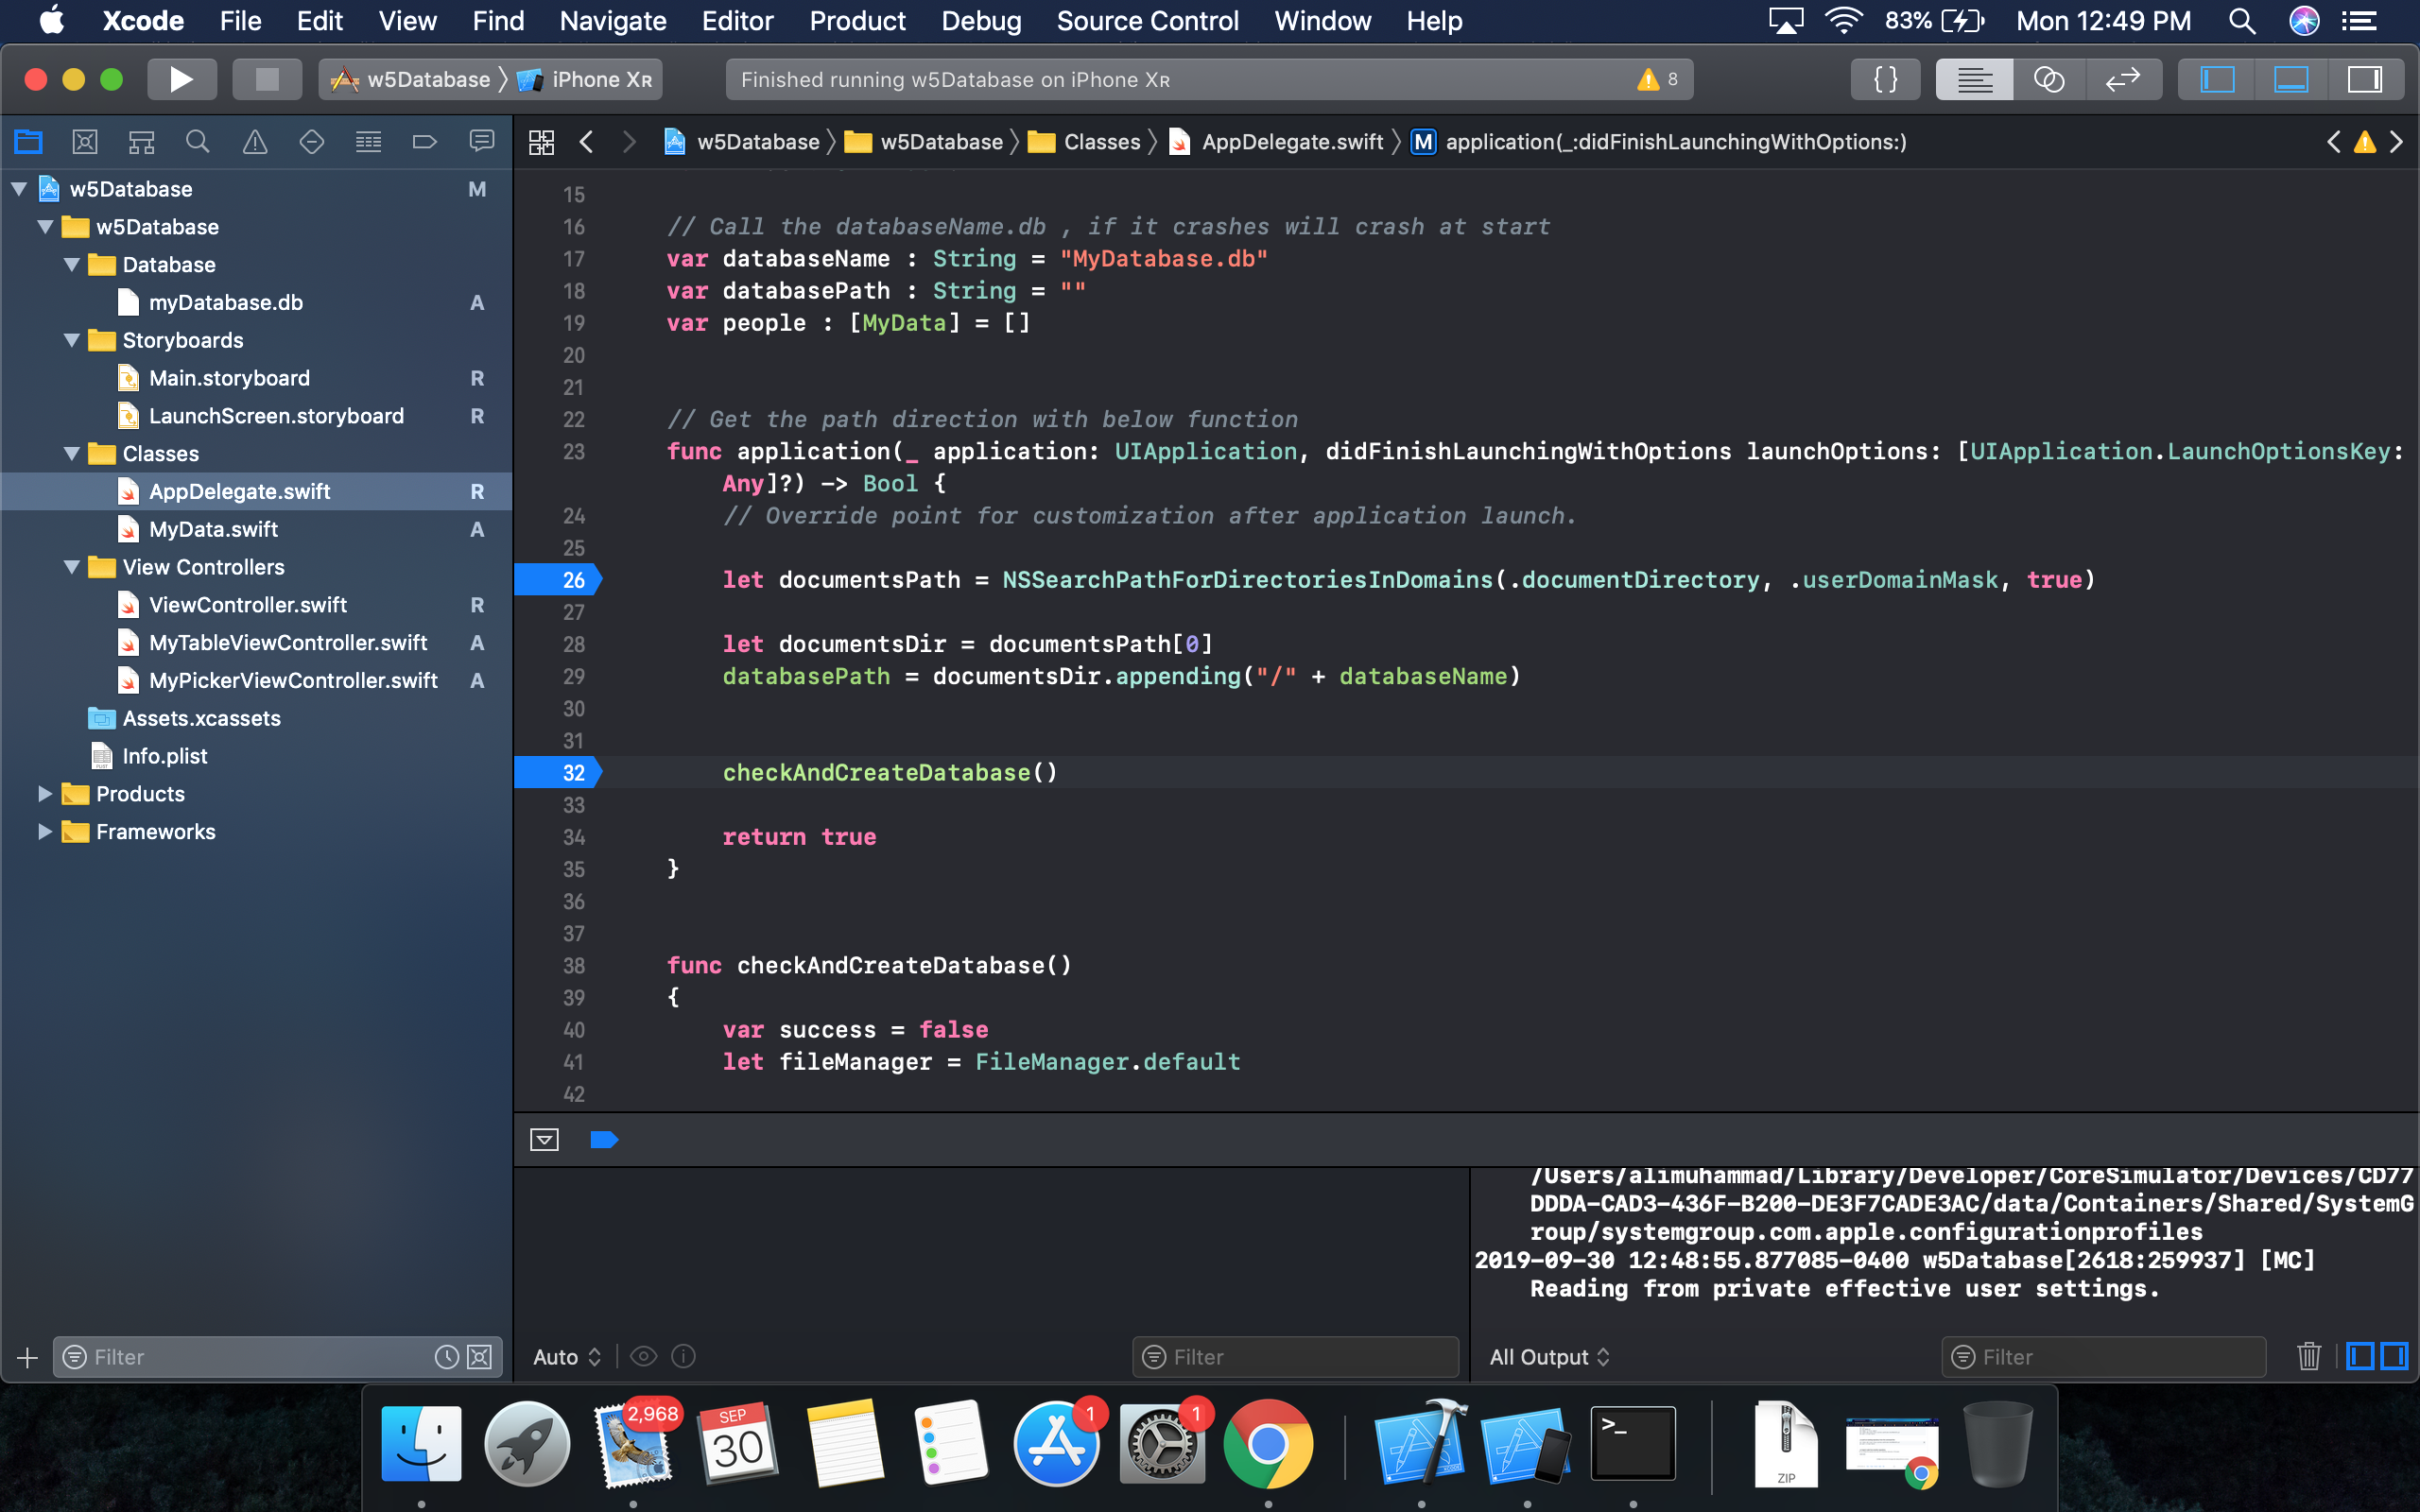 Xcode File Edit View Find Navigate Editor Product Debug Source Control Window Help 83% Mon 12:49 PM
w5Database iPhone XR Finished running w5Database on iPhone XR 8 {}
w5Database w5Database Classes AppDelegate.swift M application(_:didFinishLaunchingWithOptions:)
w5Database M
w5Database
Database
myDatabase.db A
Storyboards
Main.storyboard R
LaunchScreen.storyboard R
Classes
AppDelegate.swift R
MyData.swift A
View Controllers
ViewController.swift R
MyTableViewController.swift A
MyPickerViewController.swift A
Assets.xcassets
Info.plist
Products
Frameworks
Filter
15
16 // Call the databaseName.db , if it crashes will crash at start
17 var databaseName : String = "MyDatabase.db"
18 var databasePath : String = ""
19 var people : [MyData] = []
20
21
22 // Get the path direction with below function
23 func application(_ application: UIApplication, didFinishLaunchingWithOptions launchOptions: [UIApplication.LaunchOptionsKey:
Any]?) -> Bool {
24 // Override point for customization after application launch.
25
26 let documentsPath = NSSearchPathForDirectoriesInDomains(.documentDirectory, .userDomainMask, true)
27
28 let documentsDir = documentsPath[0]
29 databasePath = documentsDir.appending("/" + databaseName)
30
31
32 checkAndCreateDatabase()
33
34 return true
35 }
36
37
38 func checkAndCreateDatabase()
39 {
40 var success = false
41 let fileManager = FileManager.default
42
Auto Filter
/Users/alimuhammad/Library/Developer/CoreSimulator/Devices/CD77
DDDA-CAD3-436F-B200-DE3F7CADE3AC/data/Containers/Shared/SystemG
roup/systemgroup.com.apple.configurationprofiles
2019-09-30 12:48:55.877085-0400 w5Database[2618:259937] [MC]
Reading from private effective user settings.
All Output Filter
2,968 SEP 30 1 1 >_ ZIP